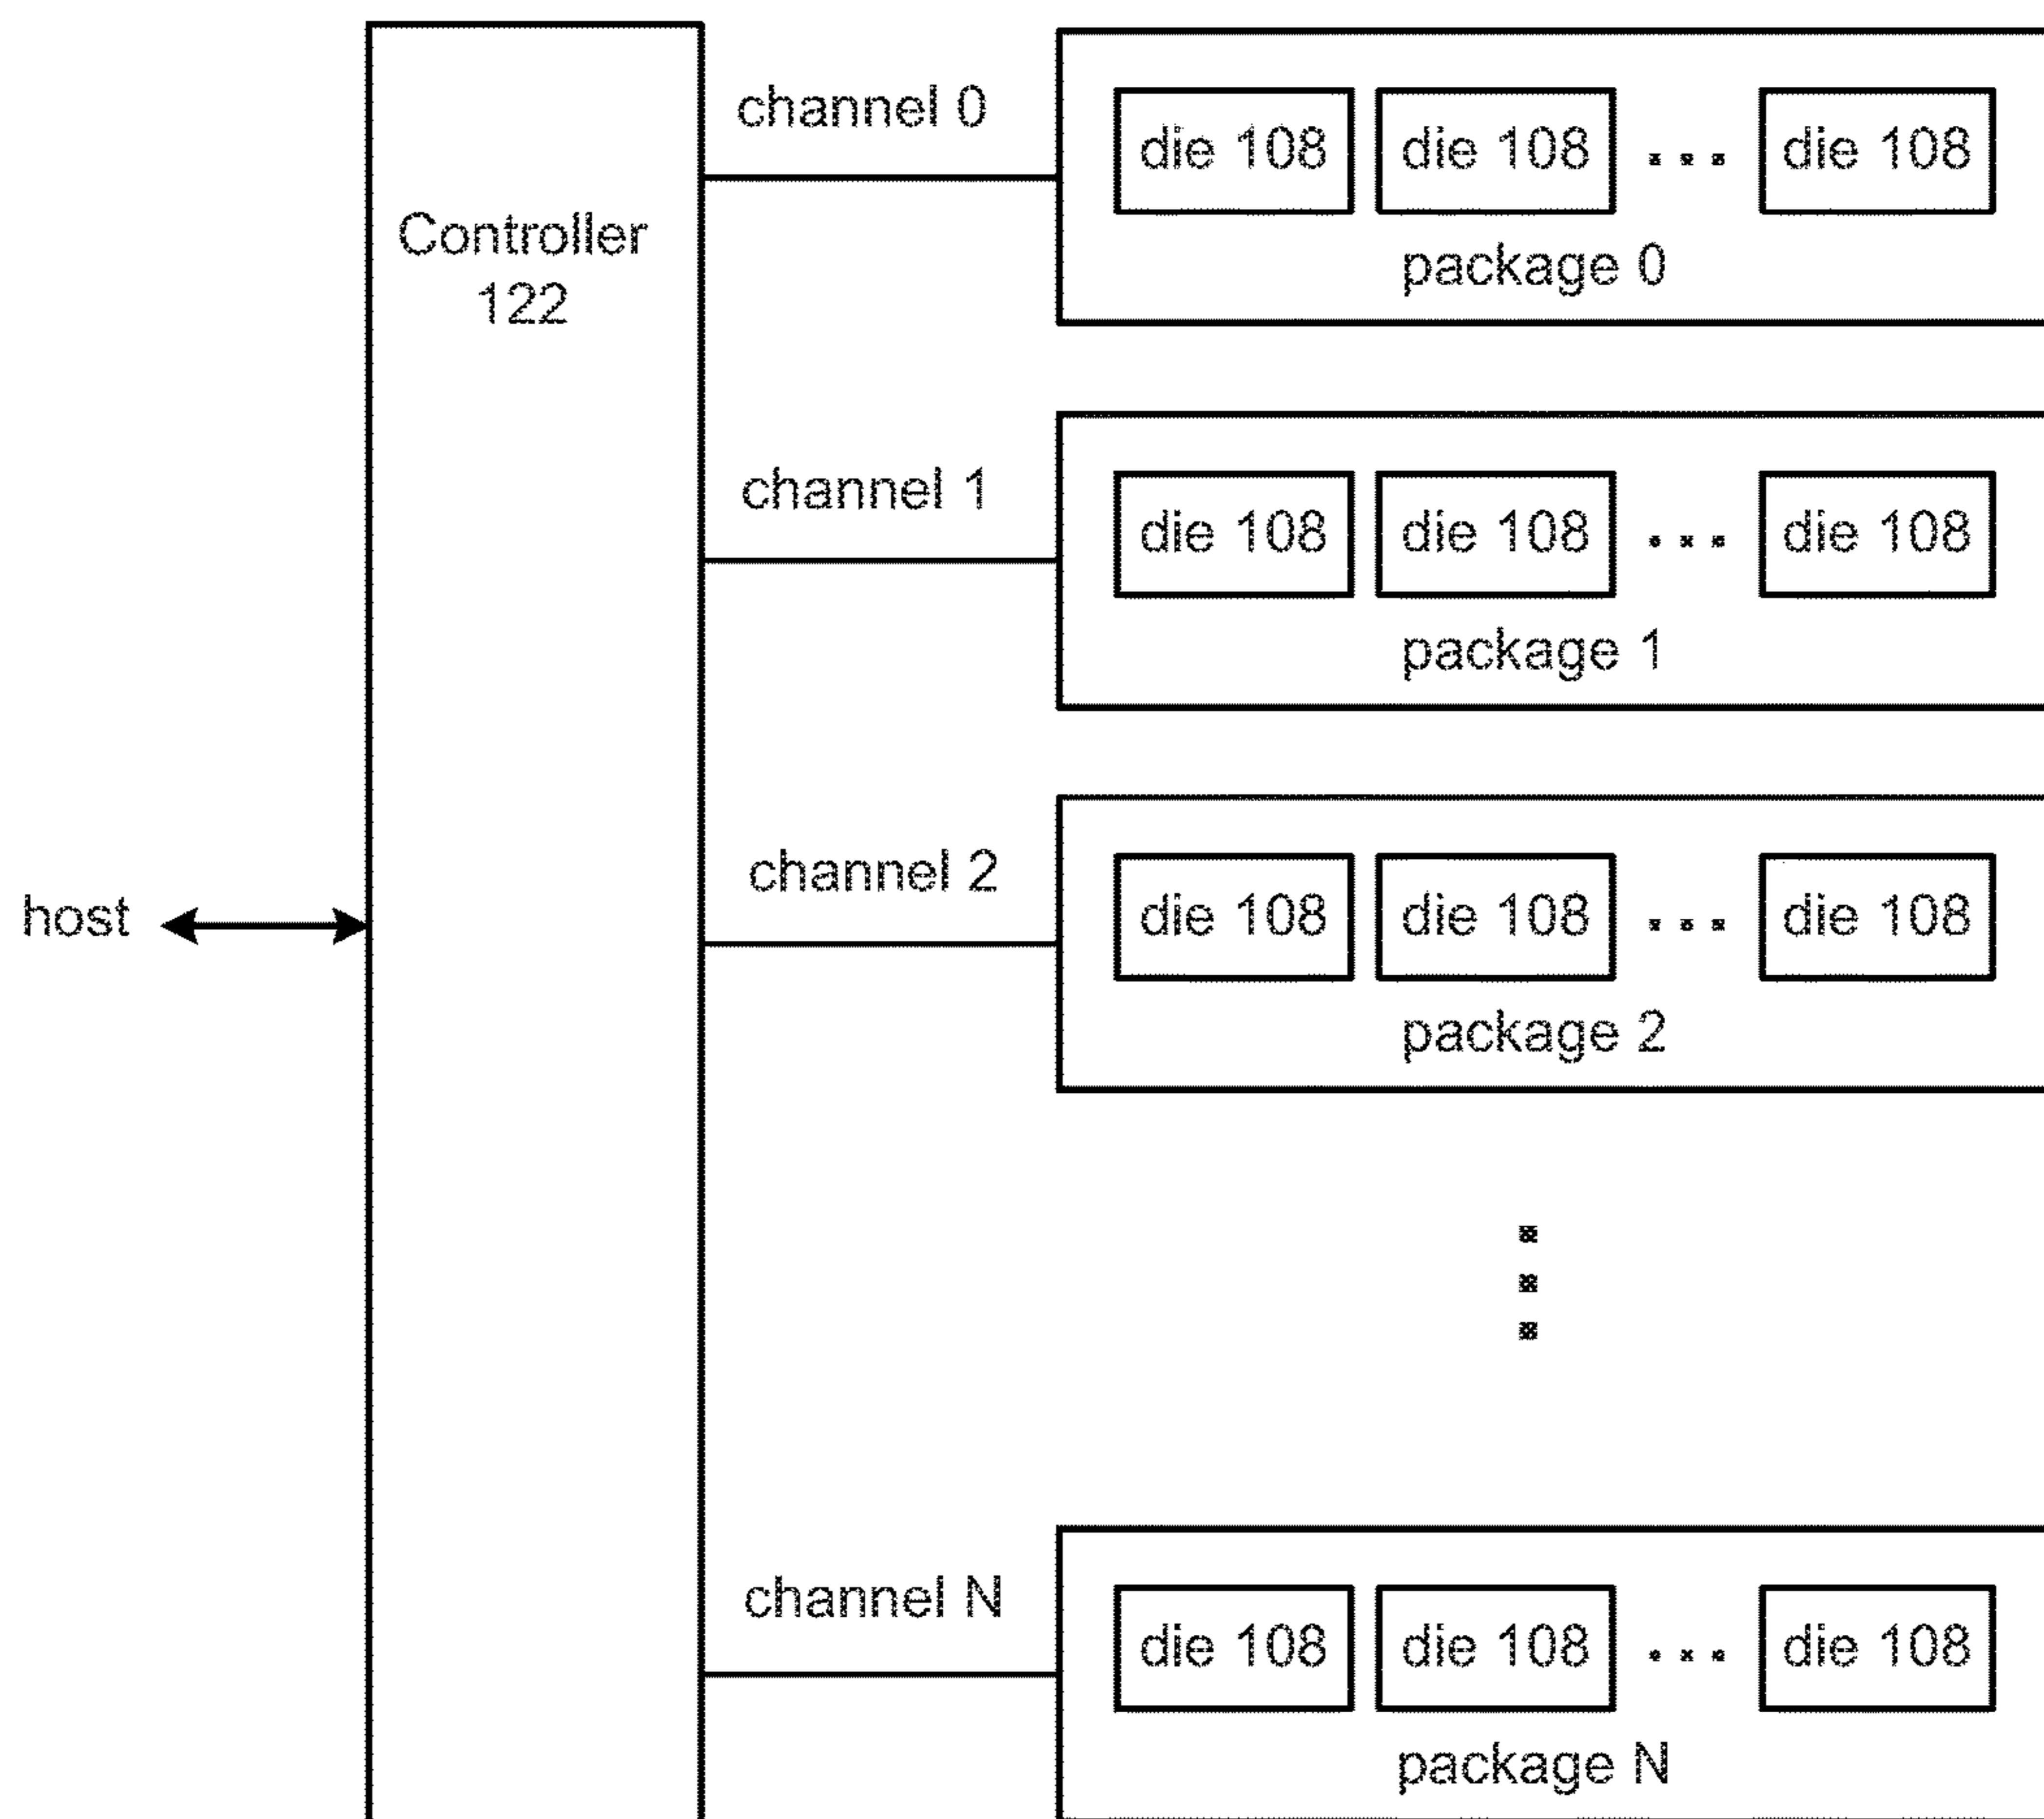 channel 0
die 108 die 108 ... die 108
Controller
122
package 0
channel 1
die 108 die 108 ... die 108
package 1
channel 2
host
die 108 die 108 ... die 108
package 2
channel N
die 108 die 108 ... die 108
package N